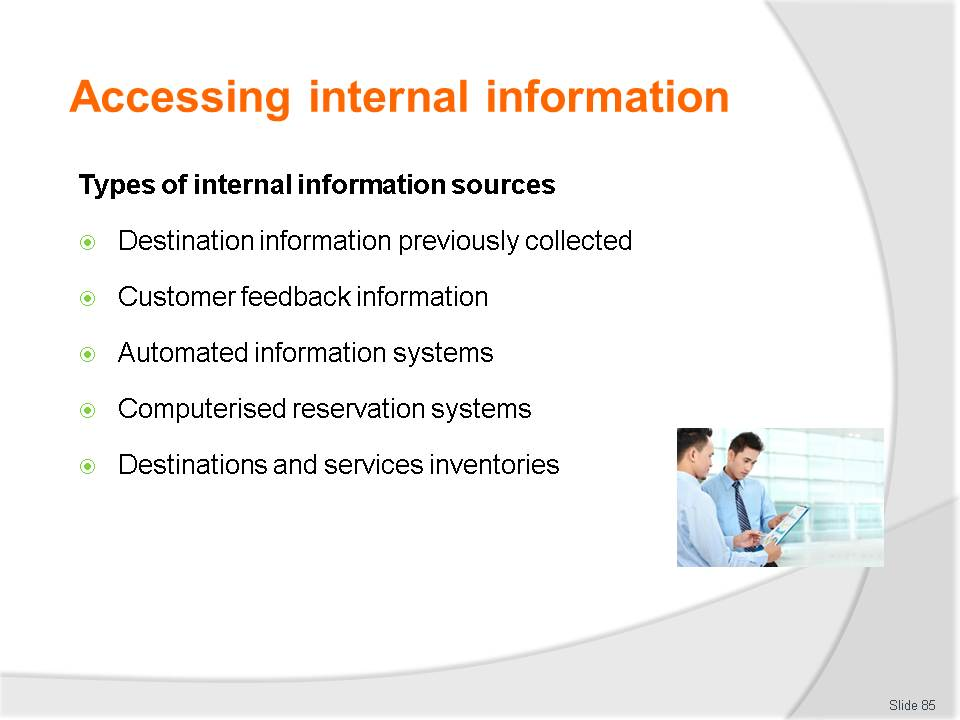 Accessing internal information
Types of internal information sources
Destination information previously collected
Customer feedback information
Automated information systems
Computerised reservation systems
Destinations and services inventories
Slide 85